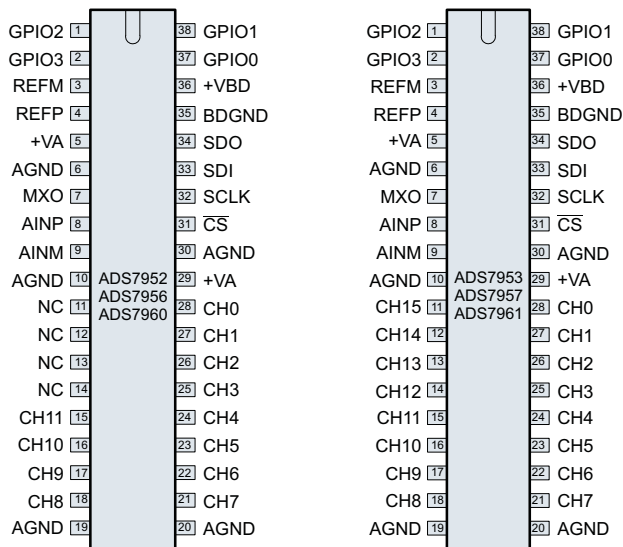 GPIO2 1 38 GPIO1
GPIO3 2 37 GPIO0
REFM 3 36 +VBD
REFP 4 35 BDGND
+VA 5 34 SDO
AGND 6 33 SDI
MXO 7 32 SCLK
AINP 8 31 CS
AINM 9 30 AGND
AGND 10 29 +VA
NC 11 28 CH0
NC 12 27 CH1
NC 13 26 CH2
NC 14 25 CH3
CH11 15 24 CH4
CH10 16 23 CH5
CH9 17 22 CH6
CH8 18 21 CH7
AGND 19 20 AGND
ADS7952
ADS7956
ADS7960
GPIO2 1 38 GPIO1
GPIO3 2 37 GPIO0
REFM 3 36 +VBD
REFP 4 35 BDGND
+VA 5 34 SDO
AGND 6 33 SDI
MXO 7 32 SCLK
AINP 8 31 CS
AINM 9 30 AGND
AGND 10 29 +VA
CH15 11 28 CH0
CH14 12 27 CH1
CH13 13 26 CH2
CH12 14 25 CH3
CH11 15 24 CH4
CH10 16 23 CH5
CH9 17 22 CH6
CH8 18 21 CH7
AGND 19 20 AGND
ADS7953
ADS7957
ADS7961